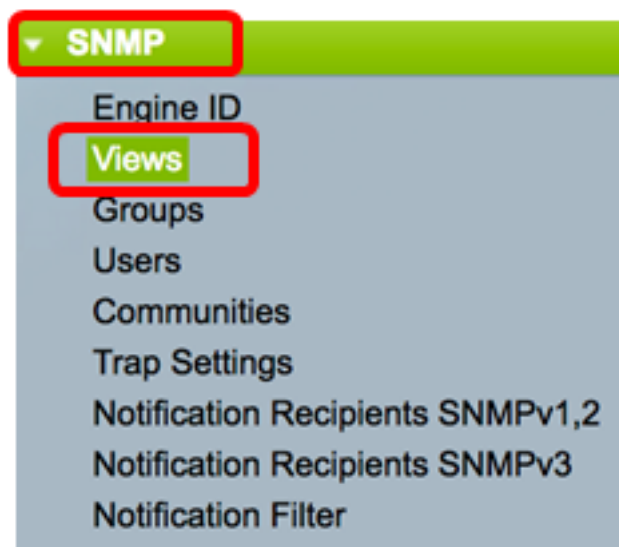 SNMP
Engine ID
Views
Groups
Users
Communities
Trap Settings
Notification Recipients SNMPv1,2
Notification Recipients SNMPv3
Notification Filter